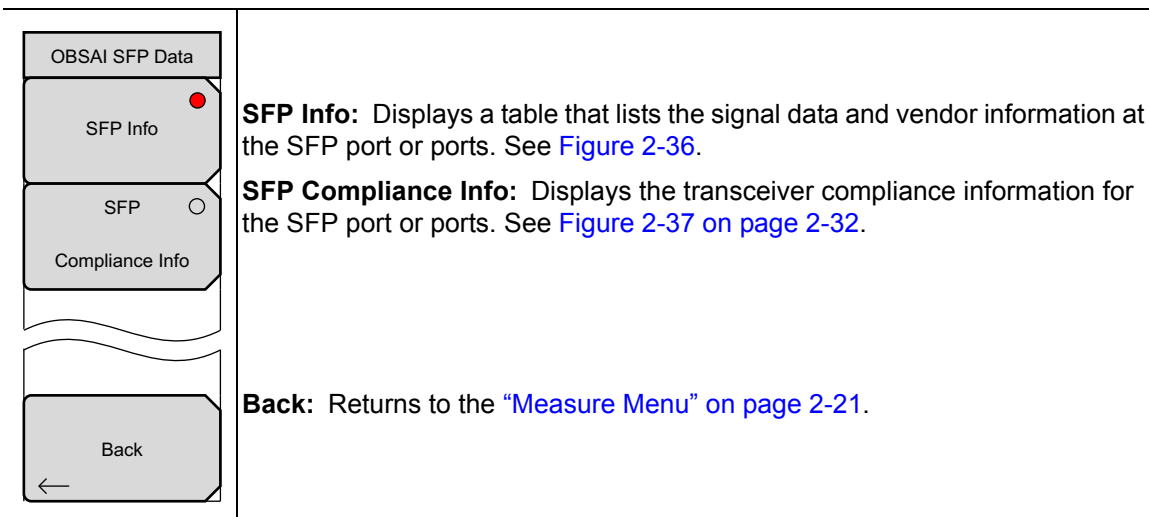 OBSAI SFP Data
SFP Info
SFP
Compliance Info
Back
SFP Info: Displays a table that lists the signal data and vendor information at
the SFP port or ports. See Figure 2-36.
SFP Compliance Info: Displays the transceiver compliance information for
the SFP port or ports. See Figure 2-37 on page 2-32.
Back: Returns to the “Measure Menu” on page 2-21.